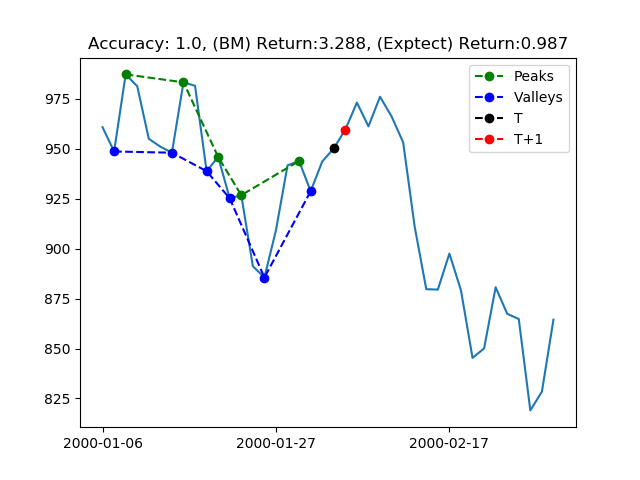 Accuracy: 1.0, (BM) Return:3.288, (Exptect) Return:0.987
Peaks
Valleys
T
T+1
975
950
925
900
875
850
825
2000-01-06 2000-01-27 2000-02-17